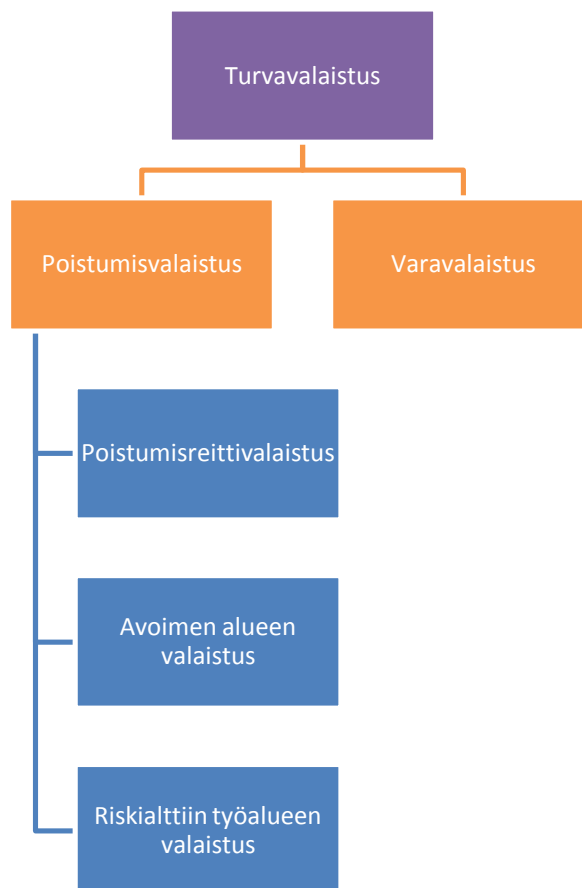 Turvavalaistus
Poistumisvalaistus
Varavalaistus
Poistumisreittivalaistus
Avoimen alueen
valaistus
Riskialttiin työalueen
valaistus